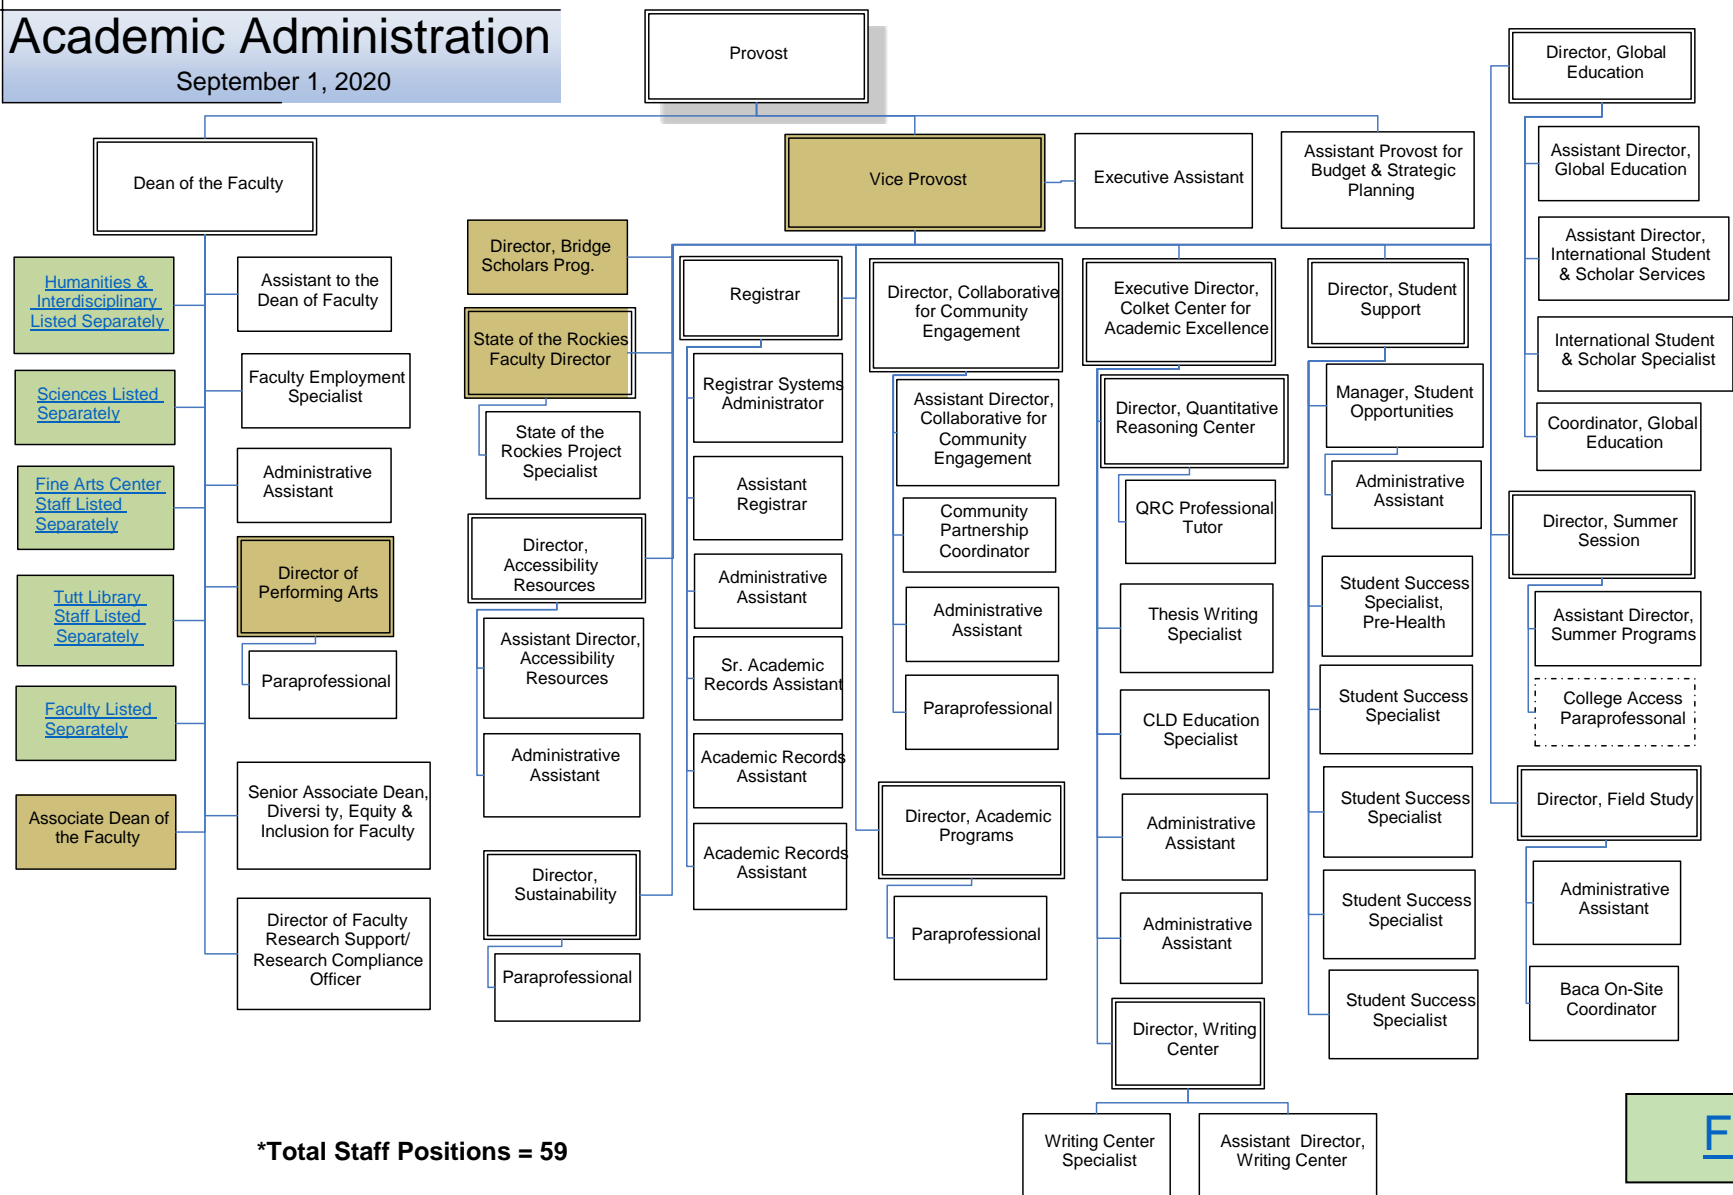 Academic Administration
September 1, 2020
Provost
Director, Global
Education
Dean of the Faculty
Vice Provost
Executive Assistant
Assistant Provost for
Budget & Strategic
Planning
Assistant Director,
Global Education
Assistant Director,
International Student
& Scholar Services
International Student
& Scholar Specialist
Coordinator, Global
Education
Humanities &
Interdisciplinary
Listed Separately
Sciences Listed
Separately
Fine Arts Center
Staff Listed
Separately
Tutt Library
Staff Listed
Separately
Faculty Listed
Separately
Associate Dean of
the Faculty
Assistant to the
Dean of Faculty
Faculty Employment
Specialist
Administrative
Assistant
Director of
Performing Arts
Paraprofessional
Senior Associate Dean,
Diversi ty, Equity &
Inclusion for Faculty
Director of Faculty
Research Support/
Research Compliance
Officer
Director, Bridge
Scholars Prog.
State of the Rockies
Faculty Director
State of the
Rockies Project
Specialist
Director,
Accessibility
Resources
Assistant Director,
Accessibility
Resources
Administrative
Assistant
Director,
Sustainability
Paraprofessional
Registrar
Registrar Systems
Administrator
Assistant
Registrar
Administrative
Assistant
Sr. Academic
Records Assistant
Academic Records
Assistant
Academic Records
Assistant
Director, Collaborative
for Community
Engagement
Assistant Director,
Collaborative for
Community
Engagement
Community
Partnership
Coordinator
Administrative
Assistant
Paraprofessional
Director, Academic
Programs
Paraprofessional
Executive Director,
Colket Center for
Academic Excellence
Director, Quantitative
Reasoning Center
QRC Professional
Tutor
Thesis Writing
Specialist
CLD Education
Specialist
Administrative
Assistant
Administrative
Assistant
Director, Writing
Center
Writing Center
Specialist
Assistant  Director,
Writing Center
Director, Student
Support
Manager, Student
Opportunities
Administrative
Assistant
Student Success
Specialist,
Pre-Health
Student Success
Specialist
Student Success
Specialist
Student Success
Specialist
Student Success
Specialist
Director, Summer
Session
Assistant Director,
Summer Programs
College Access
Paraprofessonal
Director, Field Study
Administrative
Assistant
Baca On-Site
Coordinator
*Total Staff Positions = 59
F